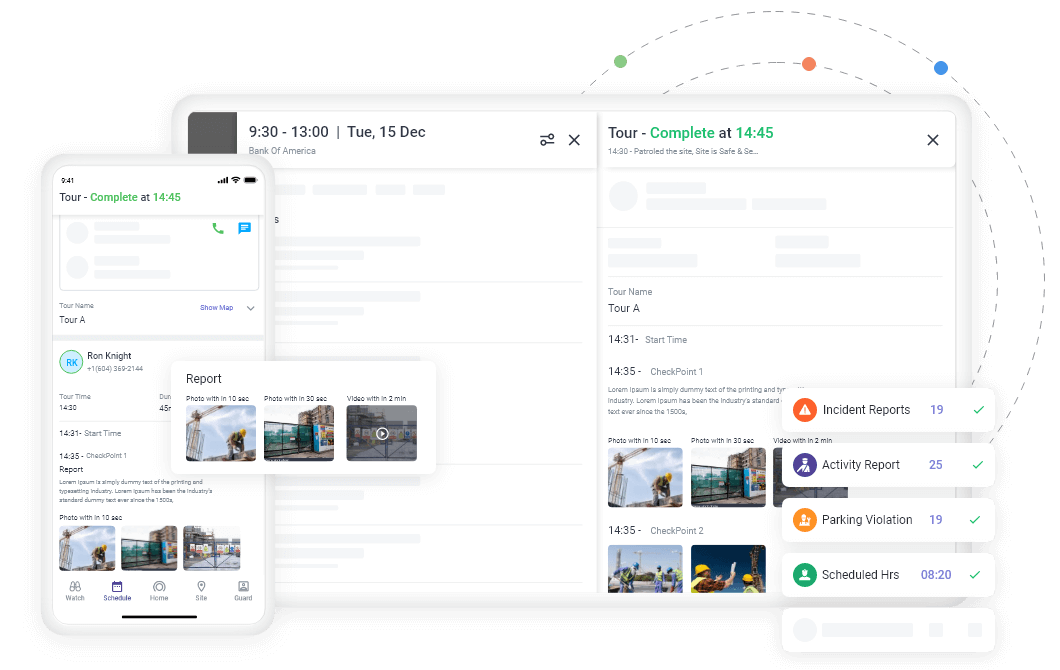 9:30 - 13:00 | Tue, 15 Dec
Bank Of America
Tour - Complete at 14:45
14:30 - Patroled the site, Site is Safe & Se...
9:41
Tour - Complete at 14:45
s
Tour Name
Show Map
Tour A
RK
Ron Knight
+1(604) 369-2144
Tour Time
Dur
14:30
45r
14:31- Start Time
14:35 - CheckPoint 1
Report
Lorem Ipsum is simply dummy text of the printing and
typesetting industry. Lorem Ipsum has been the industry's
standard dummy text ever since the 1500s,
Photo with in 10 sec
Watch
Schedule
Home
Site
Guard
Report
Photo with in 10 sec
Photo with in 30 sec
Video with in 2 min
Tour Name
Tour A
14:31- Start Time
14:35 - CheckPoint 1
Lorem Ipsum is simply dummy text of the printing and
industry. Lorem Ipsum has been the industry's standard
text ever since the 1500s,
Photo with in 10 sec
Photo with in 30 sec
Video with in 2 min
14:35 - CheckPoint 2
Incident Reports 19
Activity Report 25
Parking Violation 19
Scheduled Hrs 08:20